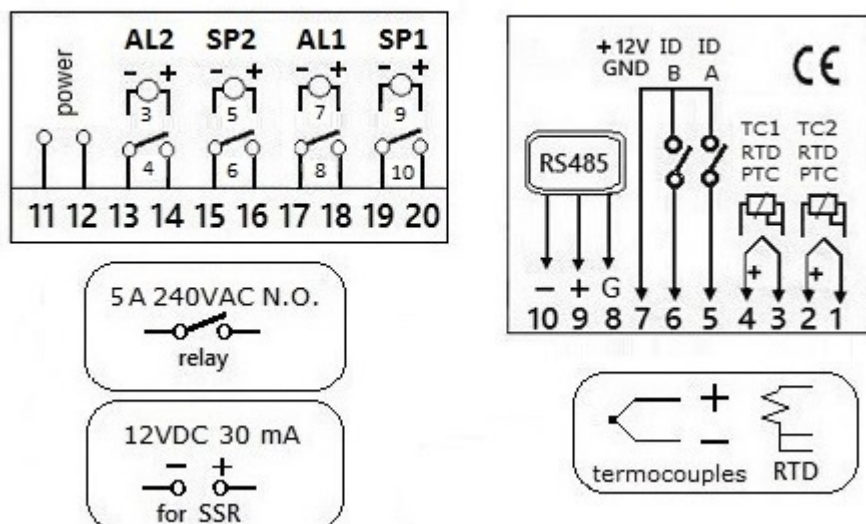 AL2 SP2 AL1 SP1
power
- + - + - + - +
3 5 7 9
4 6 8 10
11 12 13 14 15 16 17 18 19 20
5A 240VAC N.O.
relay
12VDC 30 mA
- +
for SSR
+12V ID ID
GND B A
CE
RS485
TC1 TC2
RTD RTD
PTC PTC
+ +
- + G
10 9 8 7 6 5 4 3 2 1
+
-
termocouples RTD